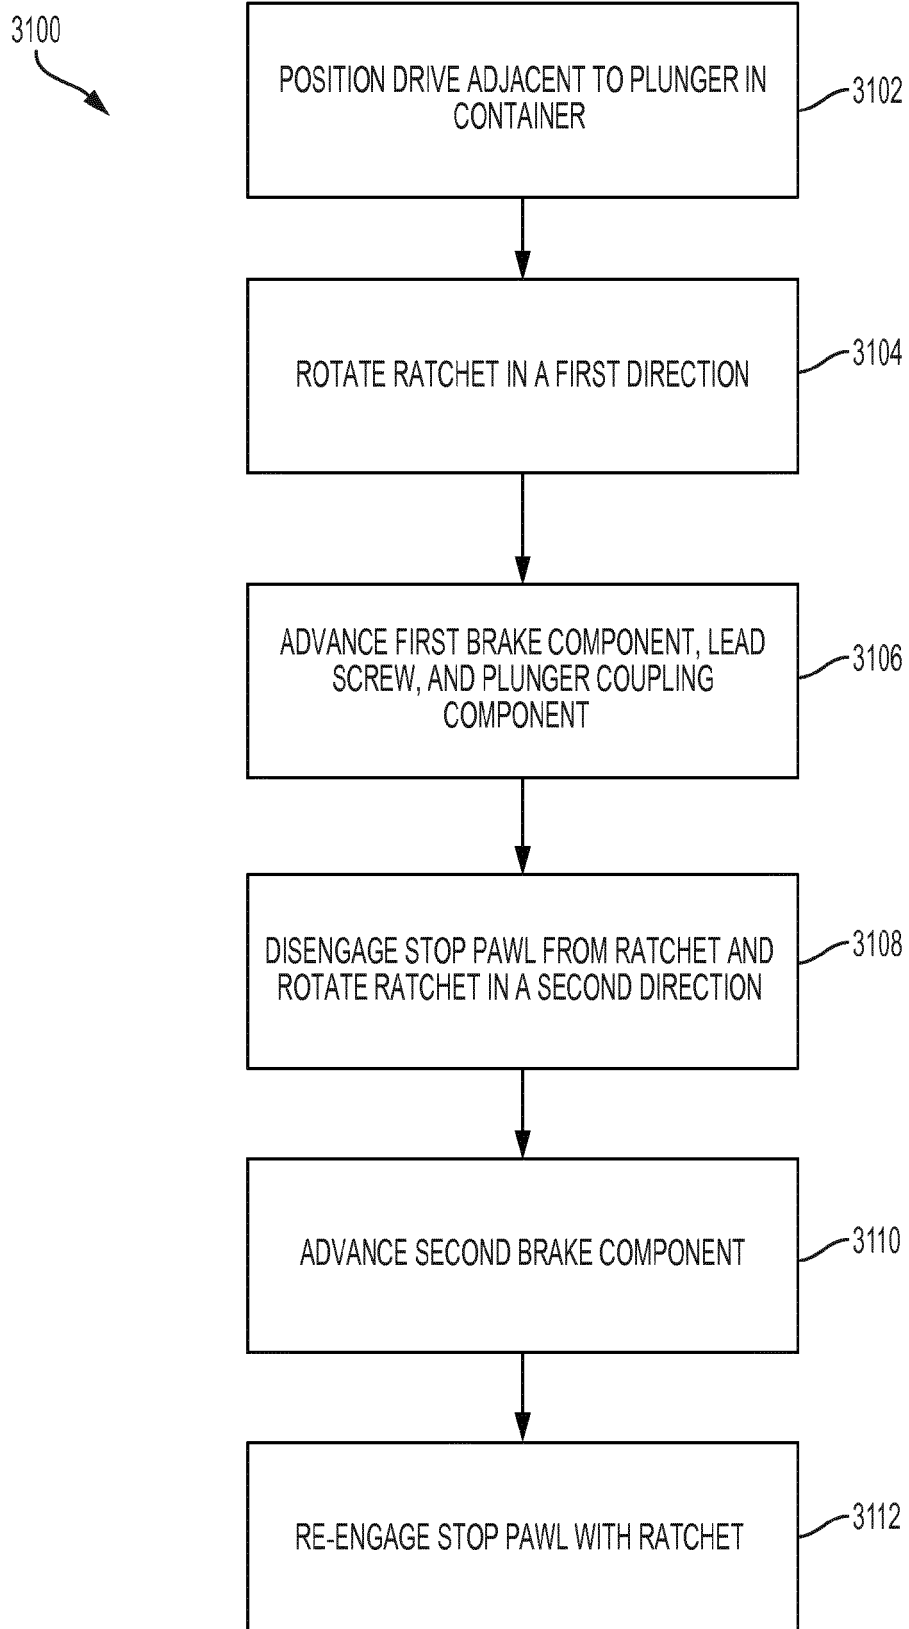 3100
POSITION DRIVE ADJACENT TO PLUNGER IN
CONTAINER
3102
ROTATE RATCHET IN A FIRST DIRECTION
3104
ADVANCE FIRST BRAKE COMPONENT, LEAD
SCREW, AND PLUNGER COUPLING
COMPONENT
3106
DISENGAGE STOP PAWL FROM RATCHET AND
ROTATE RATCHET IN A SECOND DIRECTION
3108
ADVANCE SECOND BRAKE COMPONENT
3110
RE-ENGAGE STOP PAWL WITH RATCHET
3112